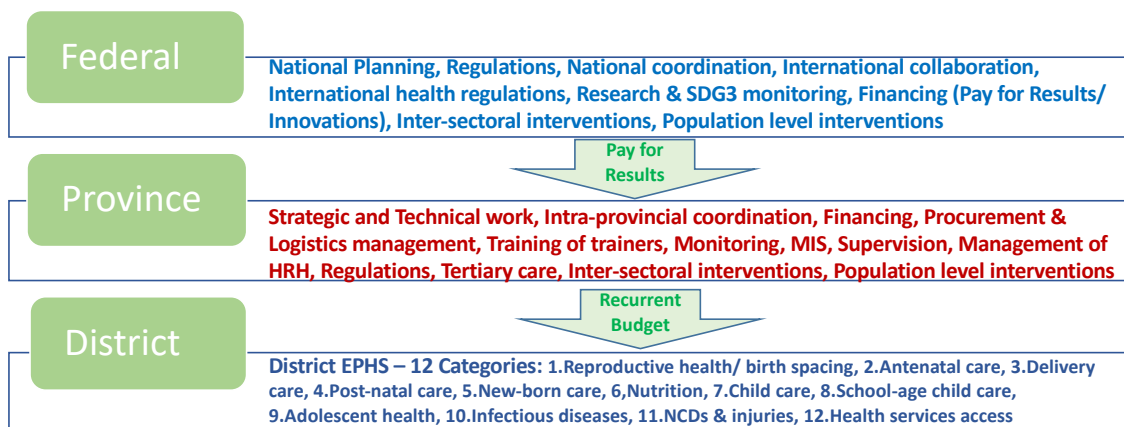 Federal
National Planning, Regulations, National coordination, International collaboration,
International health regulations, Research & SDG3 monitoring, Financing (Pay for Results/
Innovations), Inter-sectoral interventions, Population level interventions
Pay for
Results
Province
Strategic and Technical work, Intra-provincial coordination, Financing, Procurement &
Logistics management, Training of trainers, Monitoring, MIS, Supervision, Management of
HRH, Regulations, Tertiary care, Inter-sectoral interventions, Population level interventions
Recurrent
Budget
District
District EPHS – 12 Categories: 1.Reproductive health/ birth spacing, 2.Antenatal care, 3.Delivery
care, 4.Post-natal care, 5.New-born care, 6,Nutrition, 7.Child care, 8.School-age child care,
9.Adolescent health, 10.Infectious diseases, 11.NCDs & injuries, 12.Health services access